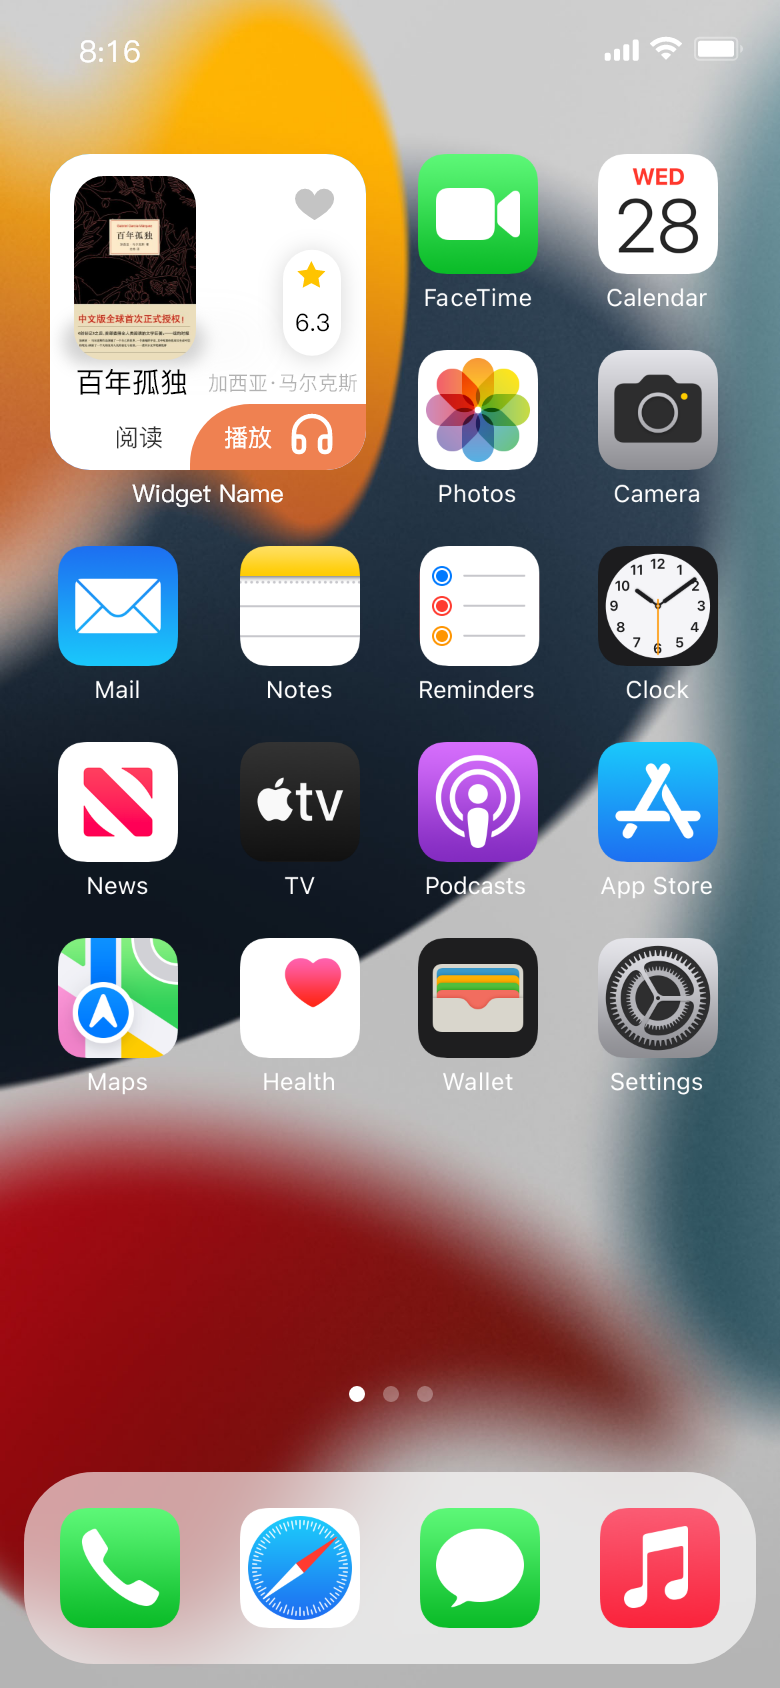 8:16
百年孤独
中文版全球首次正式授权!
6.3
百年孤独
加西亚·马尔克斯
阅读
播放
Widget Name
FaceTime
WED
28
Calendar
Photos
Camera
Mail
Notes
Reminders
12
1
2
3
4
5
6
7
8
9
10
11
Clock
News
tv
TV
Podcasts
App Store
Maps
Health
Wallet
Settings